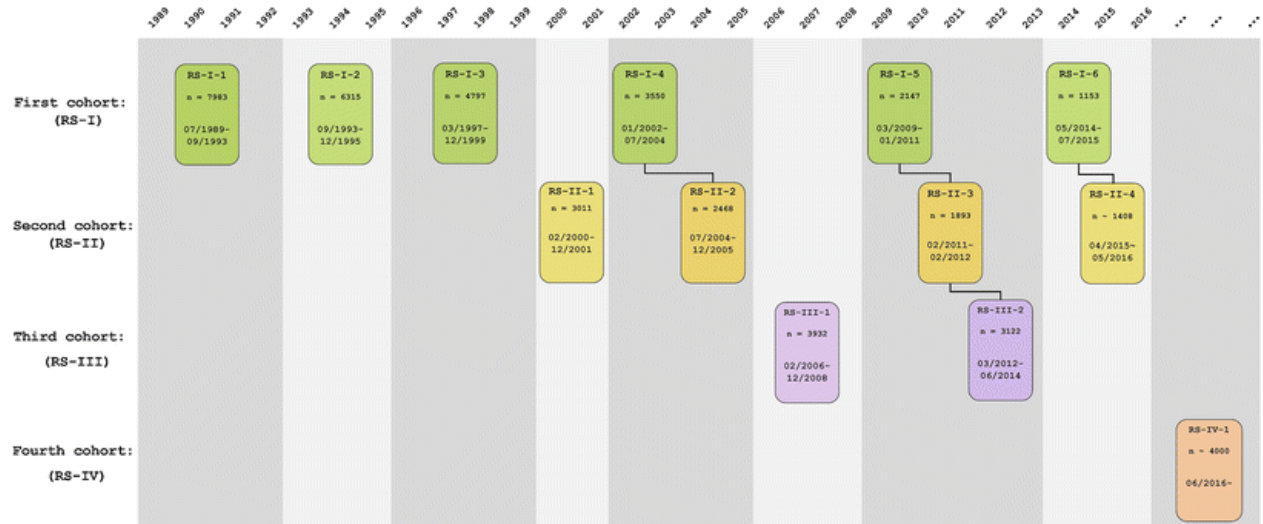 1989 1990 1991 1992 1993 1994 1995 1996 1997 1998 1999 2000 2001 2002 2003 2004 2005 2006 2007 2008 2009 2010 2011 2012 2013 2014 2015 2016 ... ... ...
First cohort:
(RS-I)
RS-I-1
n = 7983
07/1989-
09/1993
RS-I-2
n = 6315
09/1993-
12/1995
RS-I-3
n = 4797
03/1997-
12/1999
RS-I-4
n = 3550
01/2002-
07/2004
RS-I-5
n = 2147
03/2009-
01/2011
RS-I-6
n = 1153
05/2014-
07/2015
Second cohort:
(RS-II)
RS-II-1
n = 3011
02/2000-
12/2001
RS-II-2
n = 2468
07/2004-
12/2005
RS-II-3
n = 1893
02/2011-
02/2012
RS-II-4
n ~ 1408
04/2015~
05/2016
Third cohort:
(RS-III)
RS-III-1
n = 3932
02/2006-
12/2008
RS-III-2
n = 3122
03/2012-
06/2014
Fourth cohort:
(RS-IV)
RS-IV-1
n ~ 4000
06/2016~